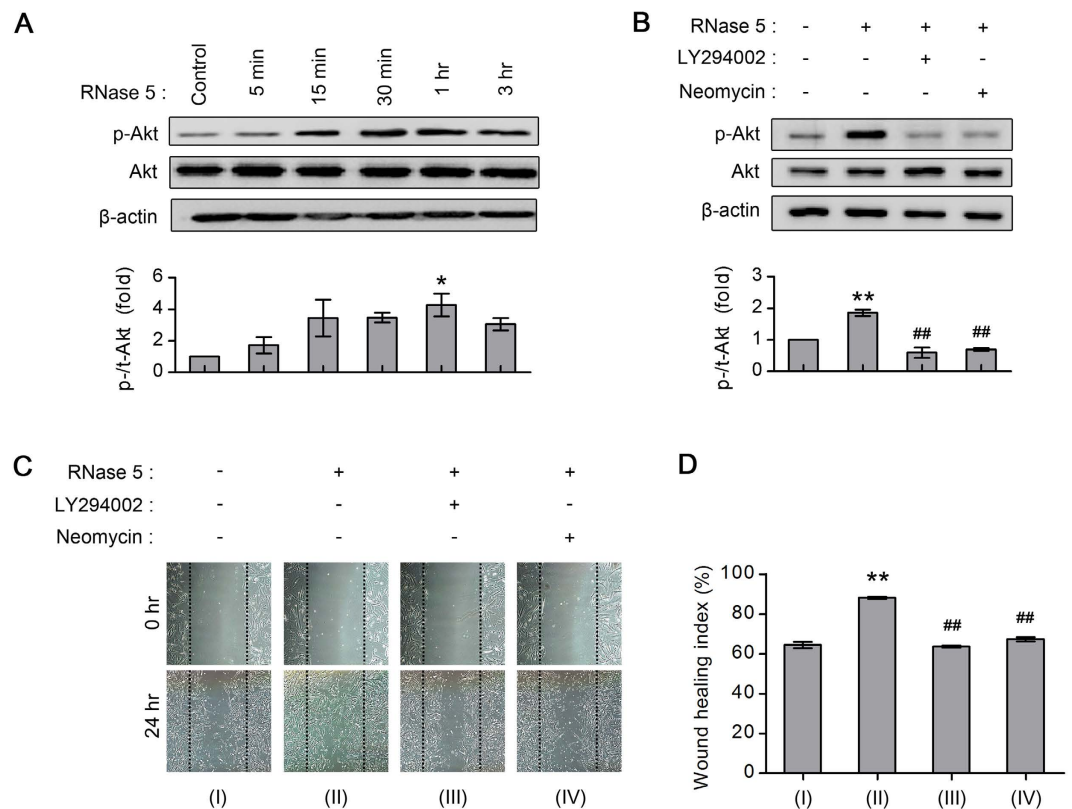 A
RNase 5 : Control 5 min 15 min 30 min 1 hr 3 hr
p-Akt
Akt
β-actin
p-/t-Akt (fold)
6
4
2
0
*
B
RNase 5 : - + + +
LY294002 : - - + -
Neomycin : - - - +
p-Akt
Akt
β-actin
p-/t-Akt (fold)
3
2
1
0
** ## ##
C
RNase 5 : - + + +
LY294002 : - - + -
Neomycin : - - - +
0 hr
24 hr
(I) (II) (III) (IV)
D
Wound healing index (%)
100
80
60
40
20
0
** ## ##
(I) (II) (III) (IV)